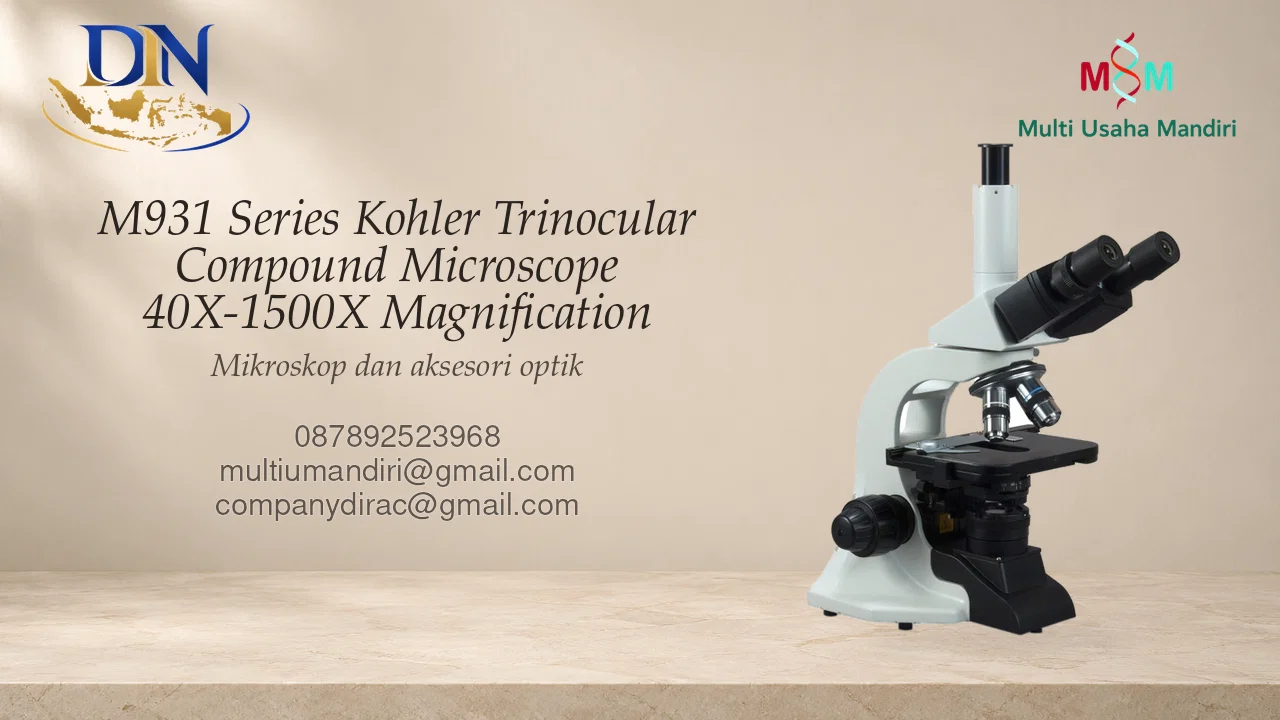 DN
M8M
Multi Usaha Mandiri
M931 Series Kohler Trinocular
Compound Microscope
40X-1500X Magnification
Mikroskop dan aksesori optik
087892523968
multiumandiri@gmail.com
companydirac@gmail.com